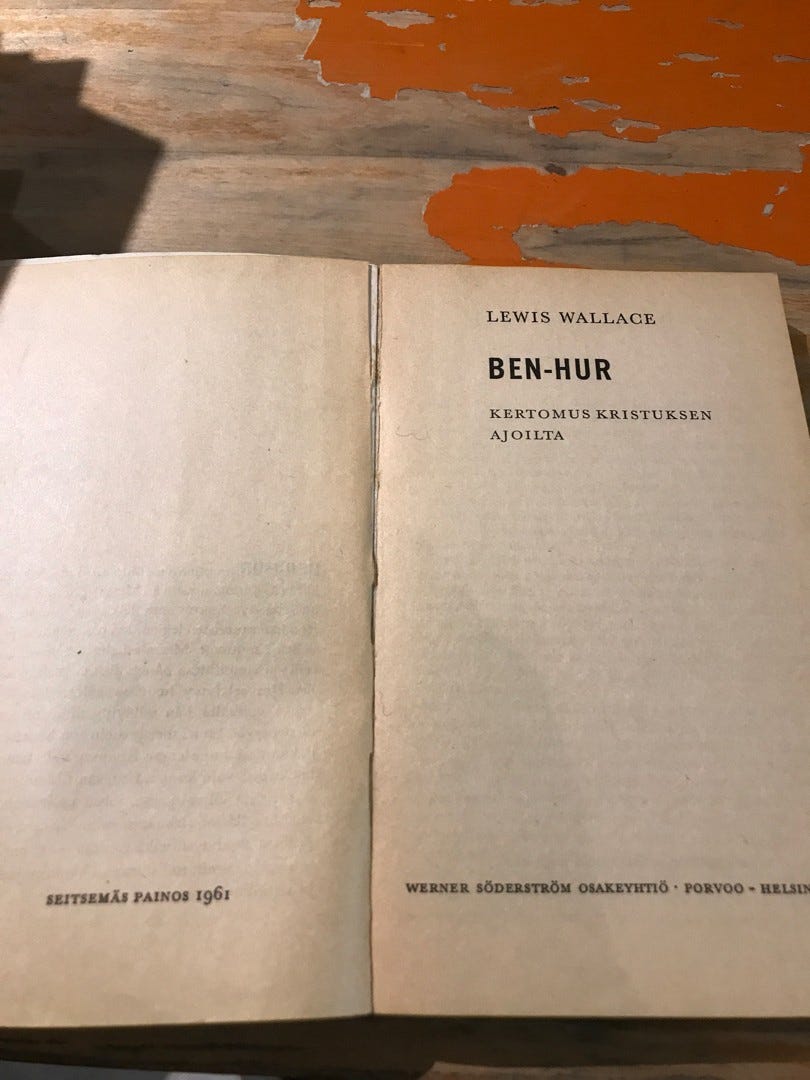 SEITSEMÄS PAINOS 1961
LEWIS WALLACE
BEN-HUR
KERTOMUS KRISTUKSEN
AJOILTA
WERNER SÖDERSTRÖM OSAKEYHTIÖ · PORVOO - HELSIN